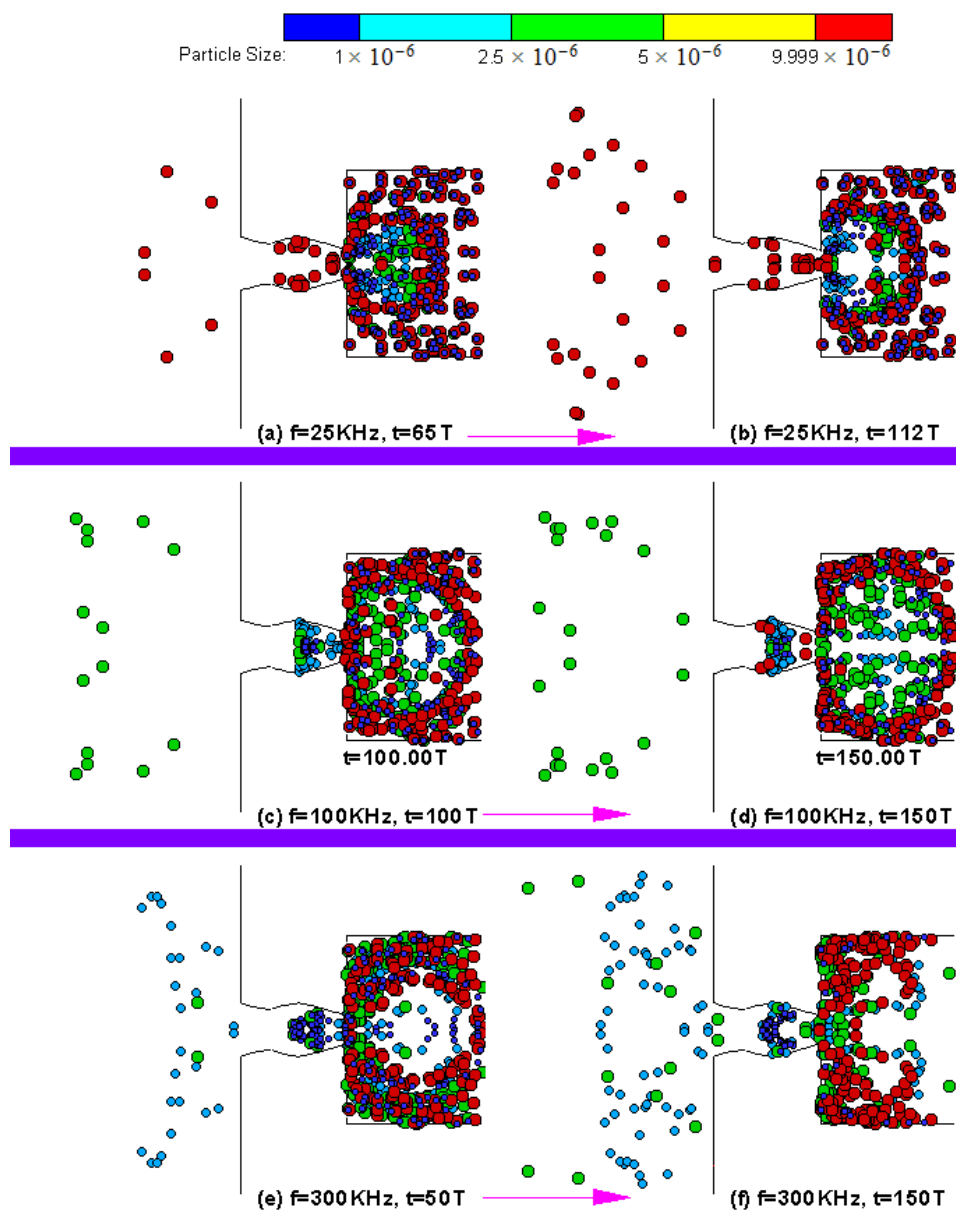 Particle Size: 1 × 10⁻⁶ 2.5 × 10⁻⁶ 5 × 10⁻⁶ 9.999 × 10⁻⁶
(a) f=25KHz, t=65T
(b) f=25KHz, t=112T
t=100.00T
t=150.00T
(c) f=100KHz, t=100T
(d) f=100KHz, t=150T
(e) f=300KHz, t=50T
(f) f=300KHz, t=150T